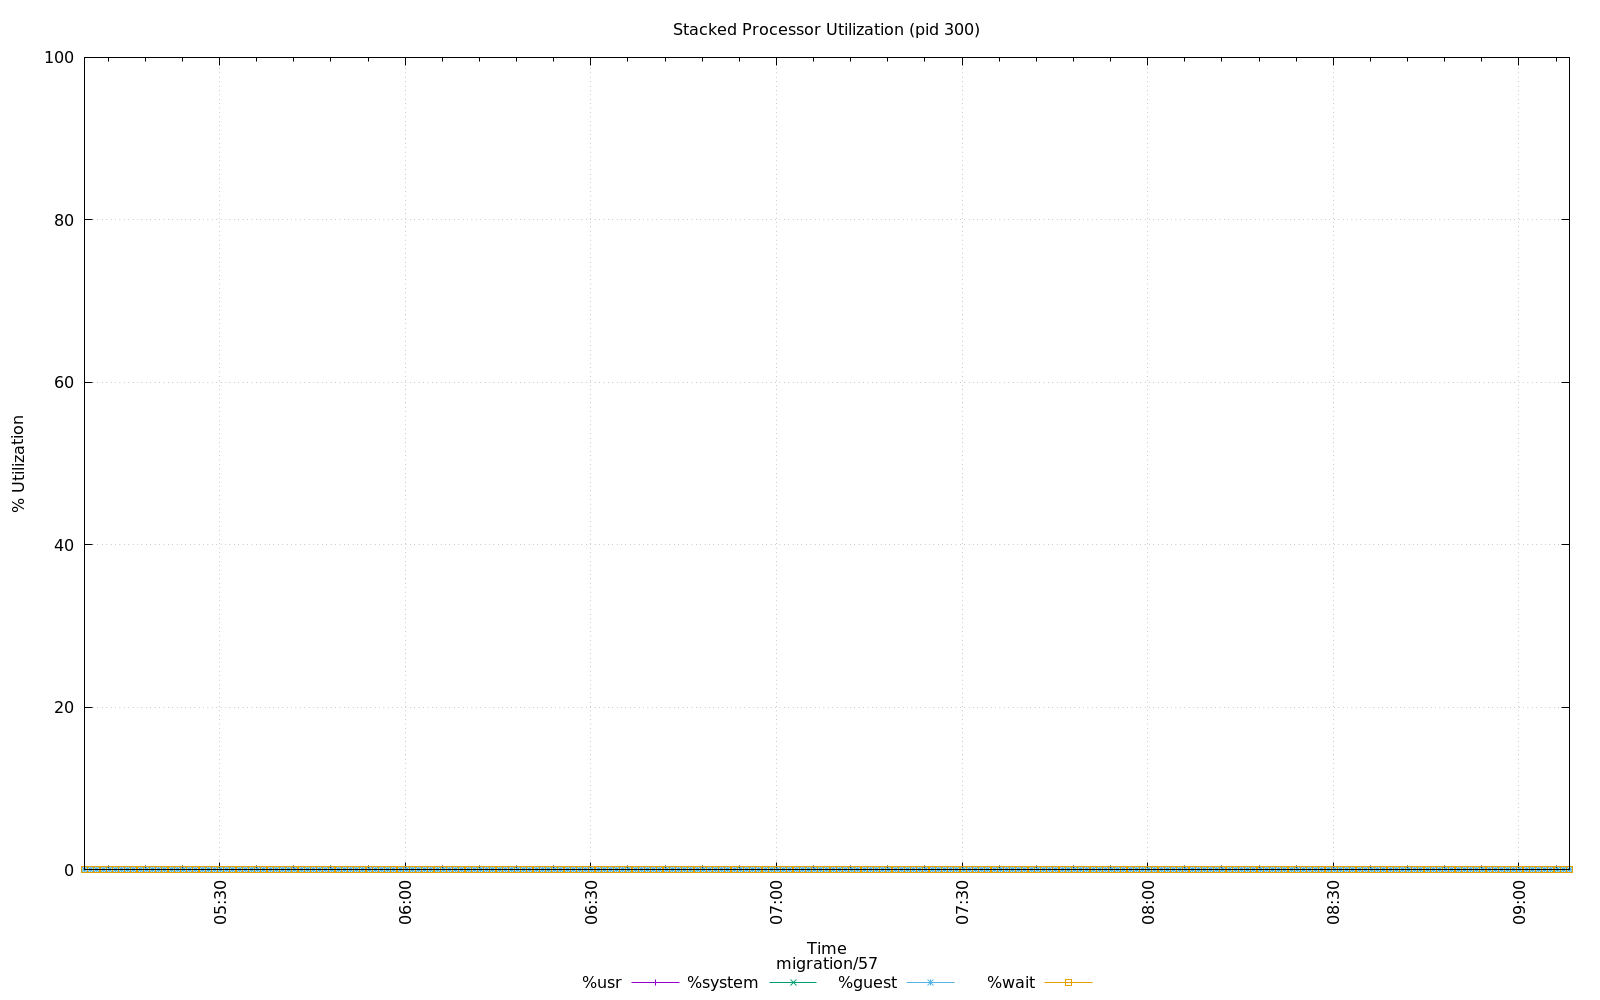 Stacked Processor Utilization (pid 300)
100
80
60
40
20
0
% Utilization
05:30
06:00
06:30
07:00
07:30
08:00
08:30
09:00
Time
migration/57
%usr %system %guest %wait